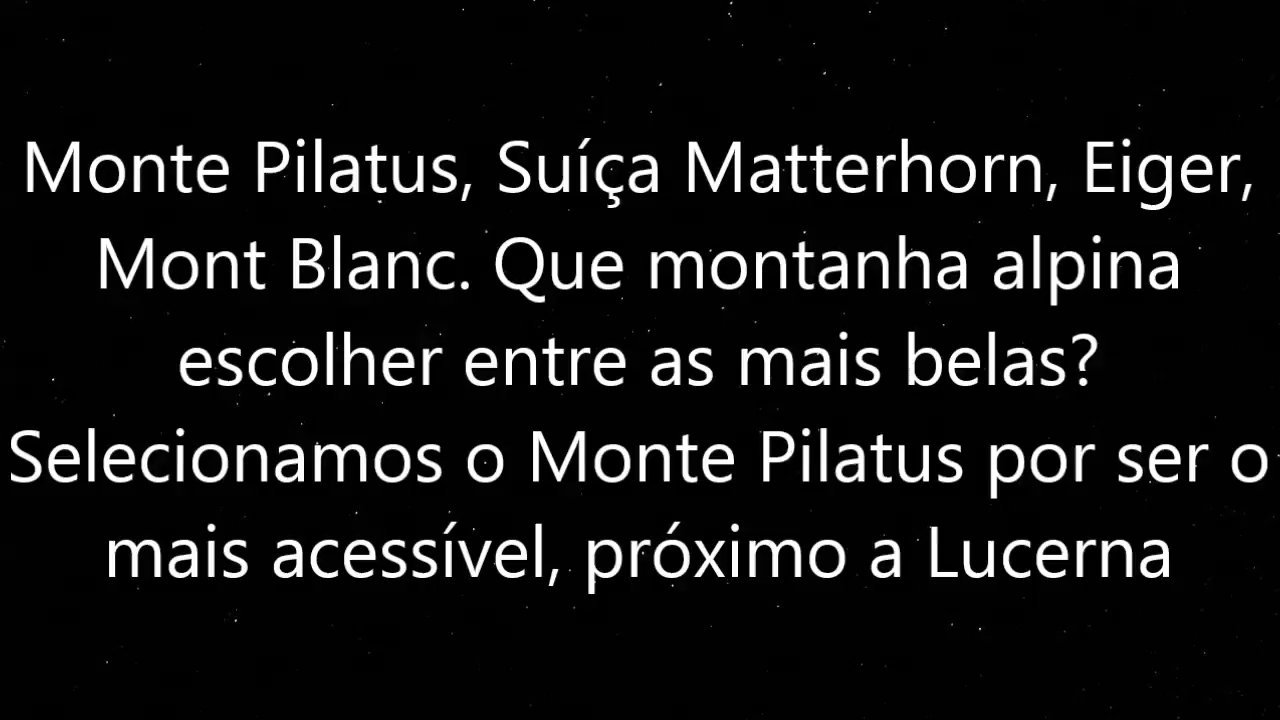 Monte Pilatus, Suíça Matterhorn, Eiger,
Mont Blanc. Que montanha alpina
escolher entre as mais belas?
Selecionamos o Monte Pilatus por ser o
mais acessível, próximo a Lucerna